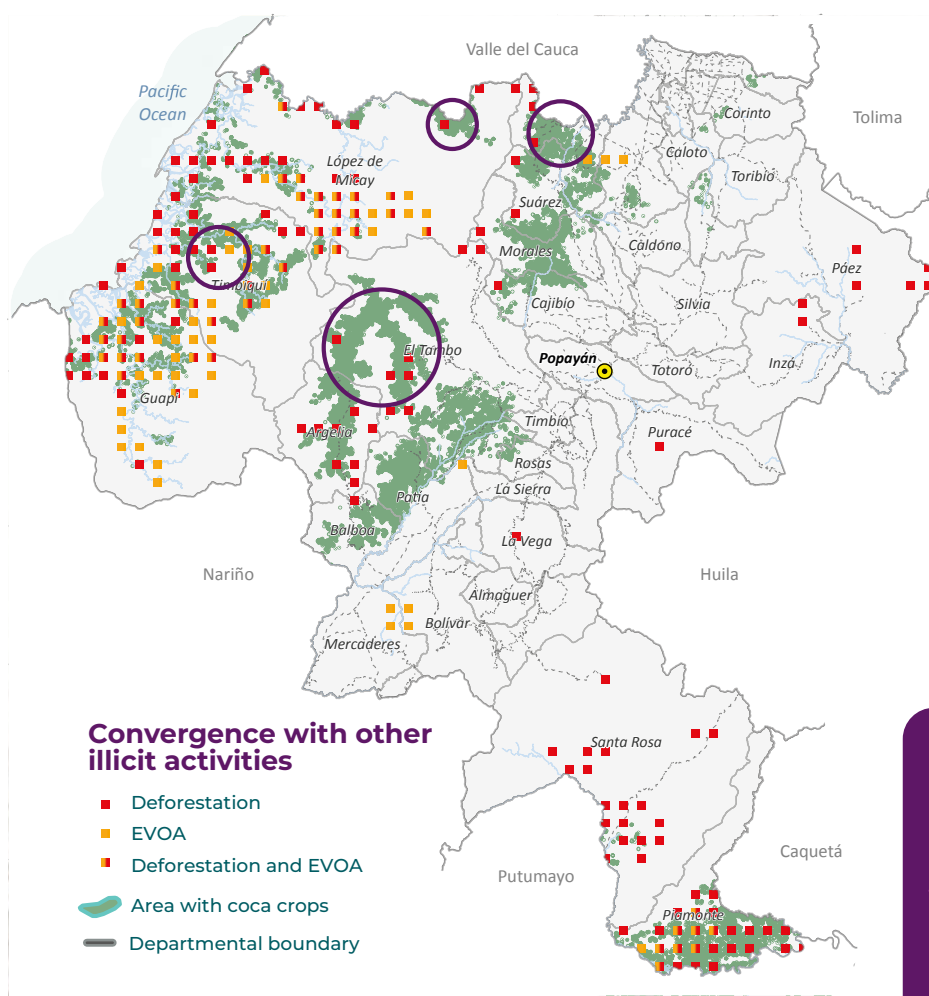 Valle del Cauca
Pacific
Ocean
Corinto
Tolima
Caloto
López de
Micay
Toribío
Suárez
Caldóno
Morales
Páez
Timbiquí
Cajibío
Silvia
El Tambo
Popayán
Totoró
Inzá
Guapi
Timbío
Argelia
Puracé
Rosas
La Sierra
Patía
Balboa
La Vega
Nariño
Huila
Almaguer
Bolívar
Mercaderes
Convergence with other
illicit activities
Santa Rosa
Deforestation
EVOA
Deforestation and EVOA
Caquetá
Putumayo
Area with coca crops
Piamonte
Departmental boundary